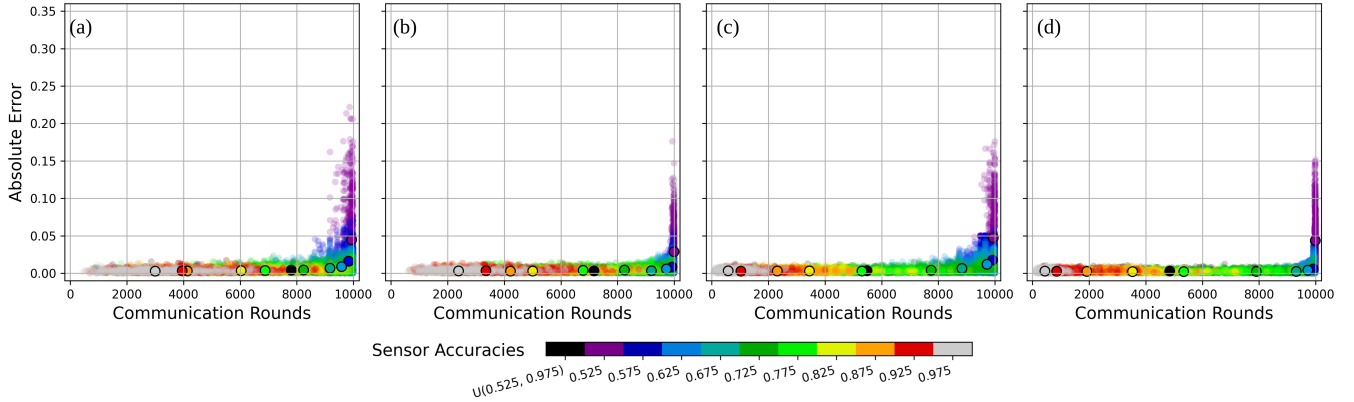 (a) (b) (c) (d)
0.35
0.30
0.25
0.20
0.15
0.10
0.05
0.00
Absolute Error
0 2000 4000 6000 8000 10000 0 2000 4000 6000 8000 10000 0 2000 4000 6000 8000 10000 0 2000 4000 6000 8000 10000
Communication Rounds Communication Rounds Communication Rounds Communication Rounds
Sensor Accuracies
U(0.525, 0.975) 0.525 0.575 0.625 0.675 0.725 0.775 0.825 0.875 0.925 0.975